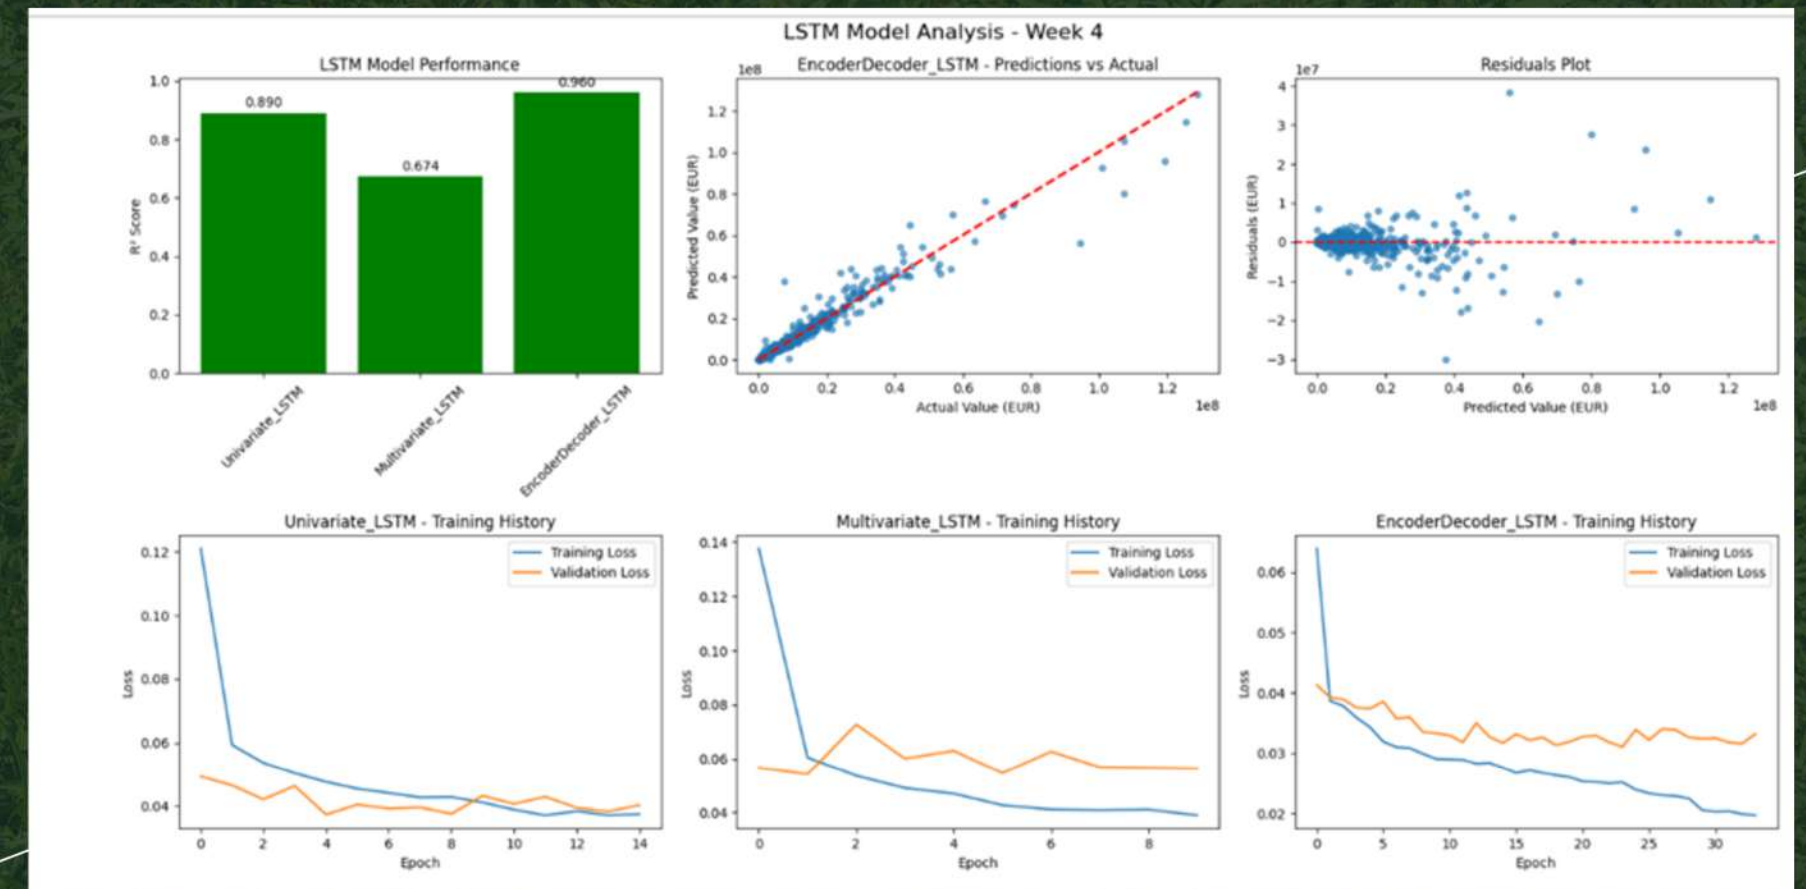 LSTM Model Analysis - Week 4
LSTM Model Performance
R² Score
1.0
0.8
0.6
0.4
0.2
0.0
0.890
0.674
0.960
Univariate_LSTM
Multivariate_LSTM
EncoderDecoder_LSTM
EncoderDecoder_LSTM - Predictions vs Actual
1e8
Predicted Value (EUR)
1.2
1.0
0.8
0.6
0.4
0.2
0.0
0.0 0.2 0.4 0.6 0.8 1.0 1.2
1e8
Actual Value (EUR)
Residuals Plot
1e7
Residuals (EUR)
4
3
2
1
0
−1
−2
−3
0.0 0.2 0.4 0.6 0.8 1.0 1.2
1e8
Predicted Value (EUR)
Univariate_LSTM - Training History
Training Loss
Validation Loss
Loss
0.12
0.10
0.08
0.06
0.04
0 2 4 6 8 10 12 14
Epoch
Multivariate_LSTM - Training History
Training Loss
Validation Loss
Loss
0.14
0.12
0.10
0.08
0.06
0.04
0 2 4 6 8
Epoch
EncoderDecoder_LSTM - Training History
Training Loss
Validation Loss
Loss
0.06
0.05
0.04
0.03
0.02
0 5 10 15 20 25 30
Epoch